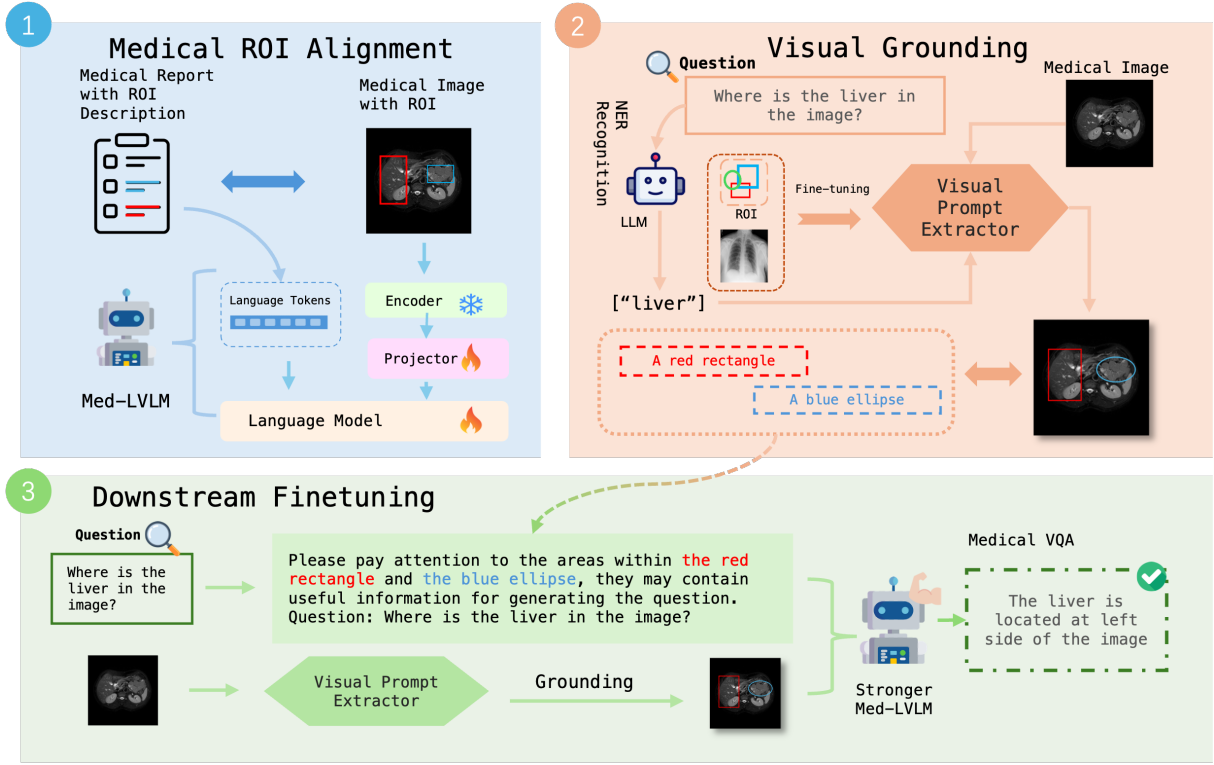 1
Medical ROI Alignment
Medical Report
with ROI
Description
Medical Image
with ROI
Language Tokens
Encoder
Projector
Med-LVLM
Language Model
2
Visual Grounding
Question
Where is the liver in
the image?
Medical Image
NER
Recognition
LLM
ROI
Fine-tuning
Visual
Prompt
Extractor
[“liver”]
A red rectangle
A blue ellipse
3
Downstream Finetuning
Question
Where is the
liver in the
image?
Please pay attention to the areas within the red
rectangle and the blue ellipse, they may contain
useful information for generating the question.
Question: Where is the liver in the image?
Visual Prompt
Extractor
Grounding
Stronger
Med-LVLM
Medical VQA
The liver is
located at left
side of the image